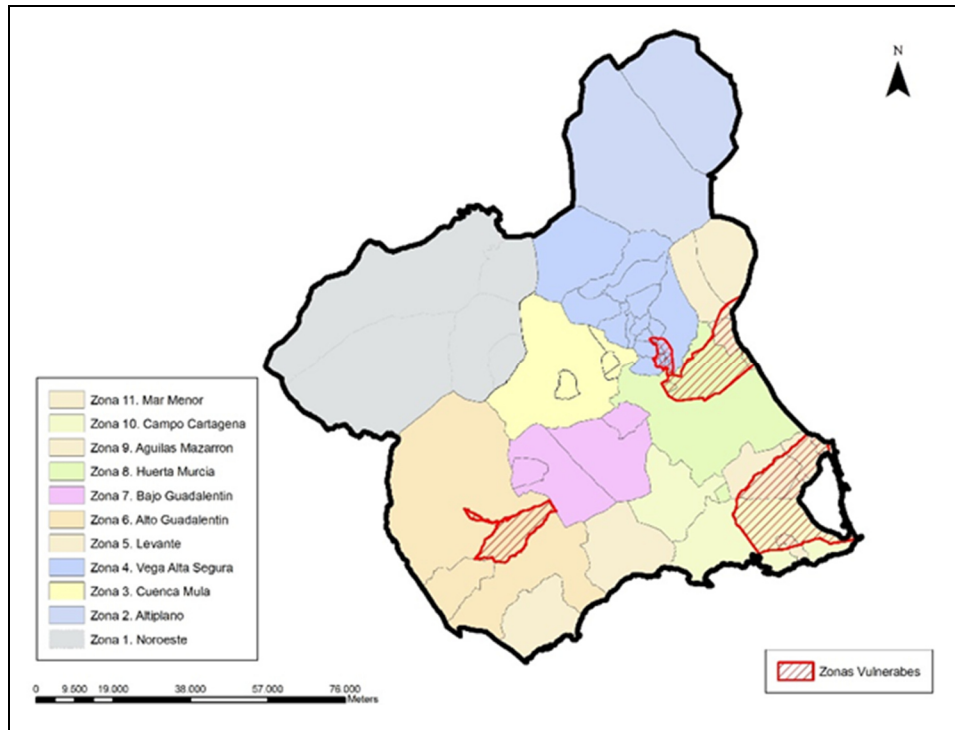 N
Zona 11. Mar Menor
Zona 10. Campo Cartagena
Zona 9. Aguilas Mazarron
Zona 8. Huerta Murcia
Zona 7. Bajo Guadalentin
Zona 6. Alto Guadalentin
Zona 5. Levante
Zona 4. Vega Alta Segura
Zona 3. Cuenca Mula
Zona 2. Altiplano
Zona 1. Noroeste
Zonas Vulnerabes
0 9.500 19.000 38.000 57.000 76.000
Meters